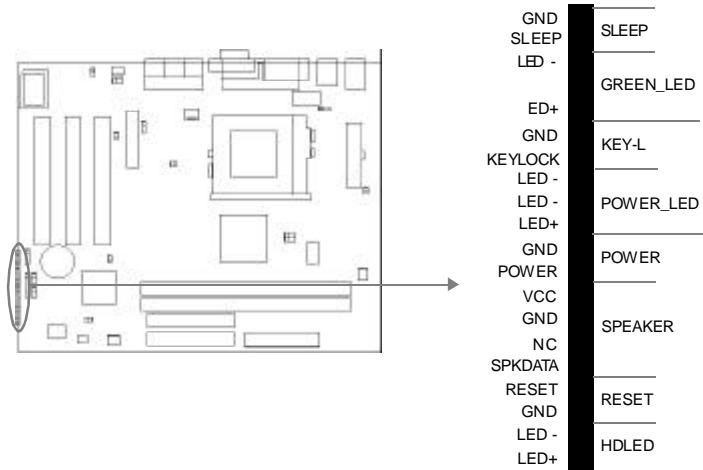 GND
SLEEP
SLEEP
LED -
GREEN_LED
ED+
GND
KEY-L
KEYLOCK
LED -
LED -
POWER_LED
LED+
GND
POWER
POWER
VCC
GND
SPEAKER
NC
SPKDATA
RESET
RESET
GND
LED -
HDLED
LED+